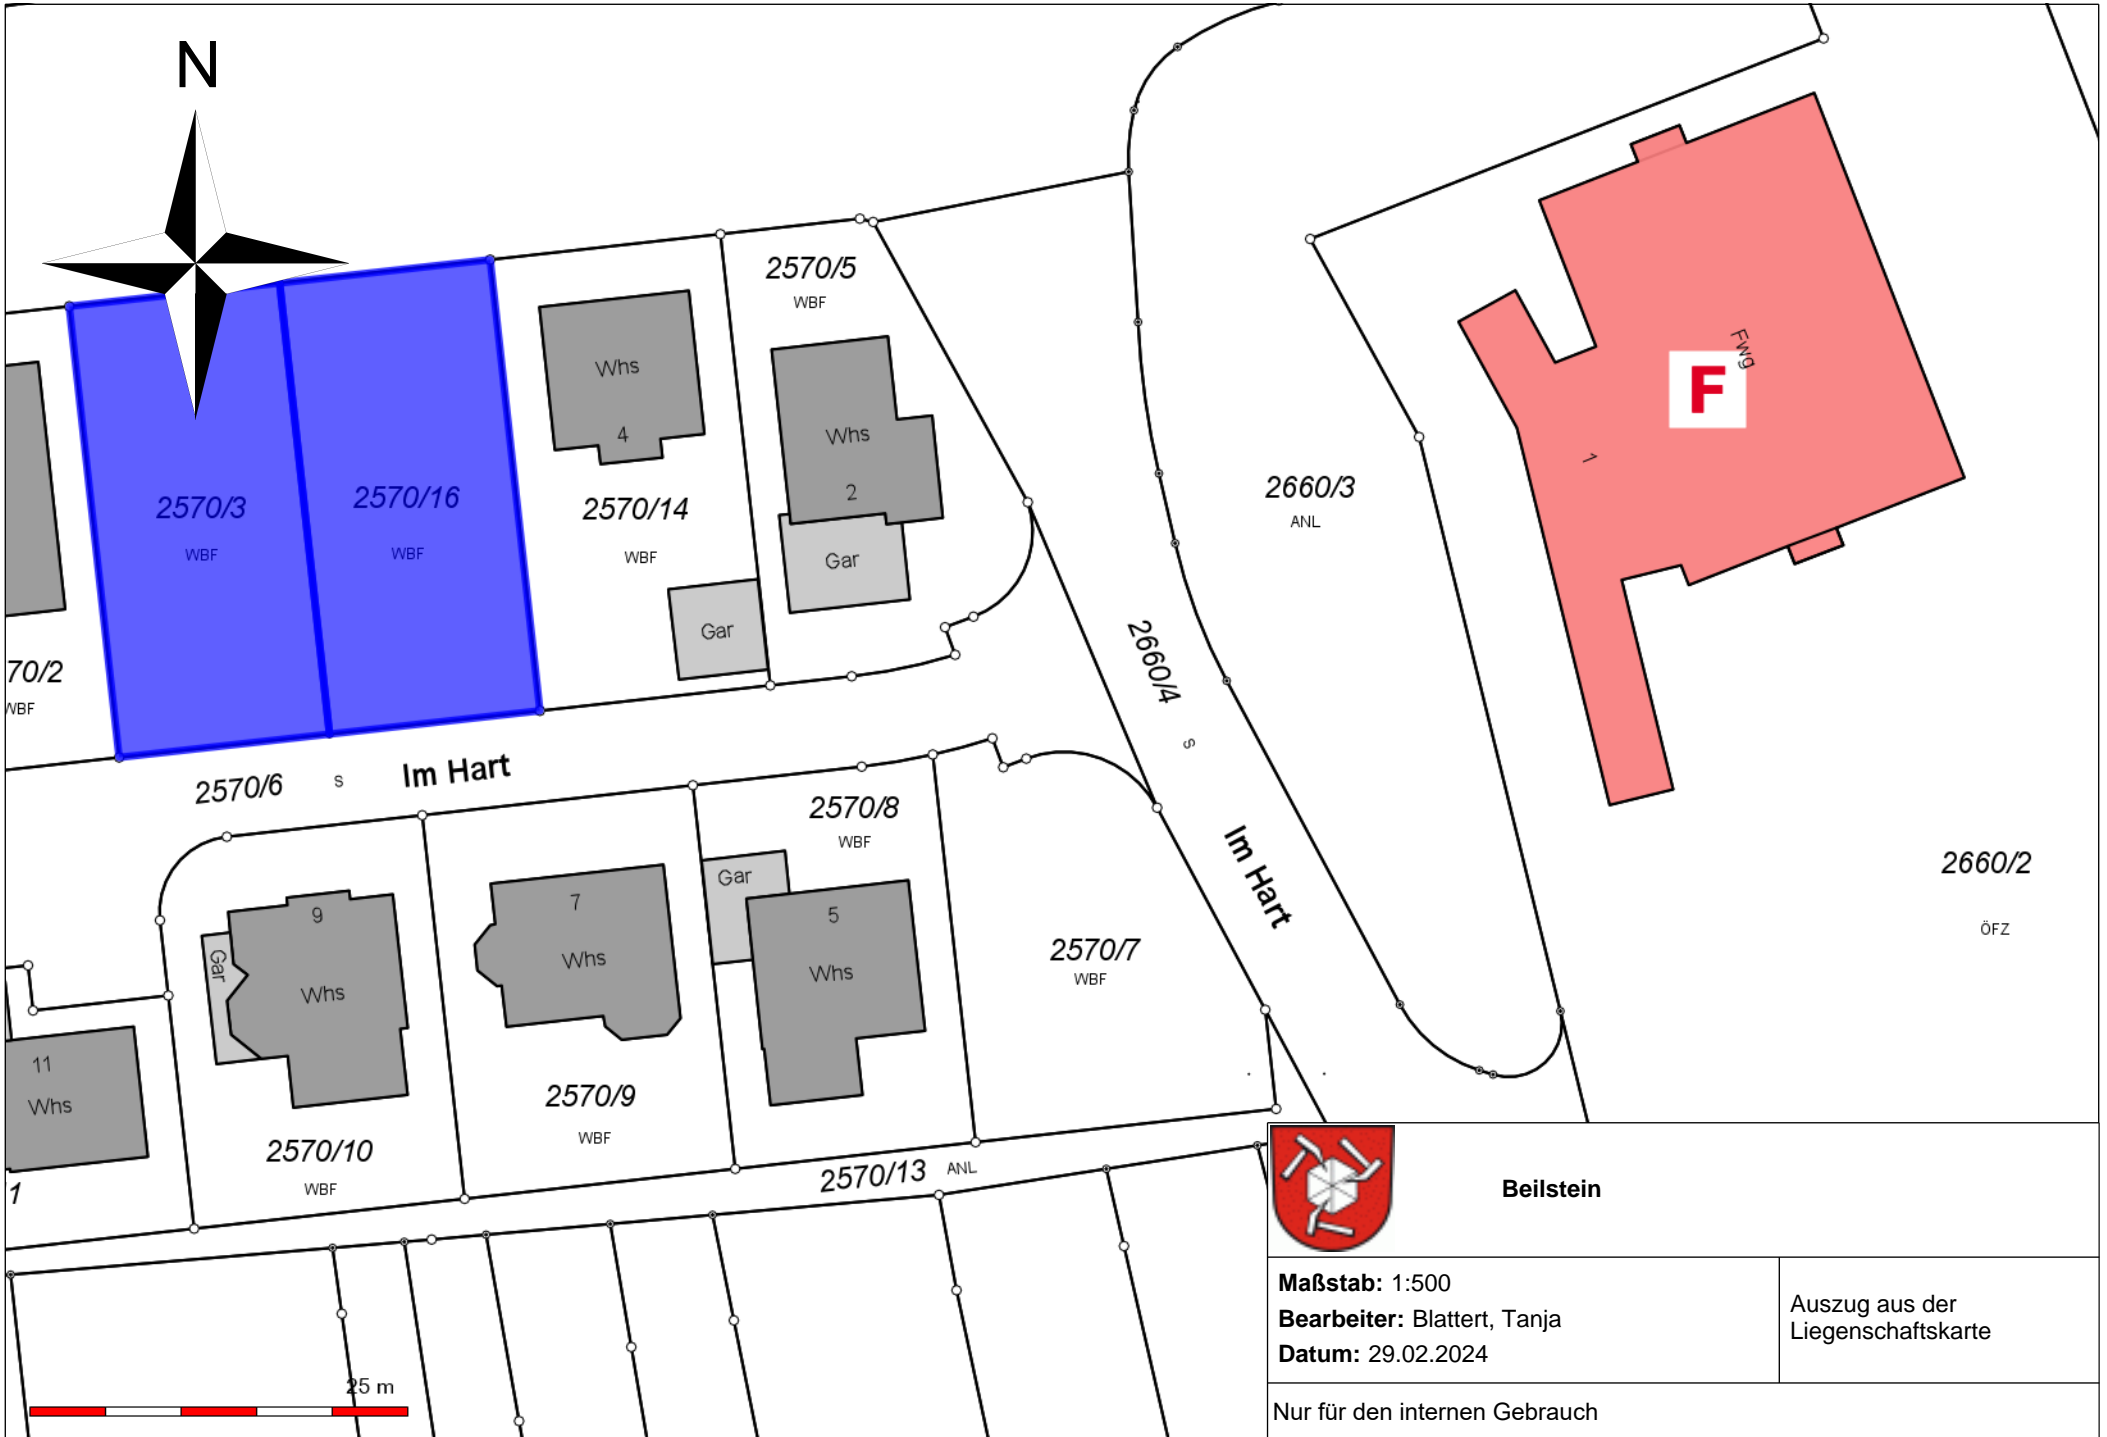 N
2570/5
WBF
Whs
4
Whs
2
Fwg
F
1
2570/3
WBF
2570/16
WBF
2570/14
WBF
2660/3
ANL
Gar
Gar
70/2
WBF
2660/4
S
2570/6
S
Im Hart
2570/8
WBF
Im Hart
2660/2
ÖFZ
Gar
9
Gar
Whs
7
Whs
5
Whs
2570/7
WBF
11
Whs
2570/9
WBF
2570/10
WBF
2570/13
ANL
1
25 m
Beilstein
Maßstab: 1:500
Bearbeiter: Blattert, Tanja
Datum: 29.02.2024
Auszug aus der
Liegenschaftskarte
Nur für den internen Gebrauch